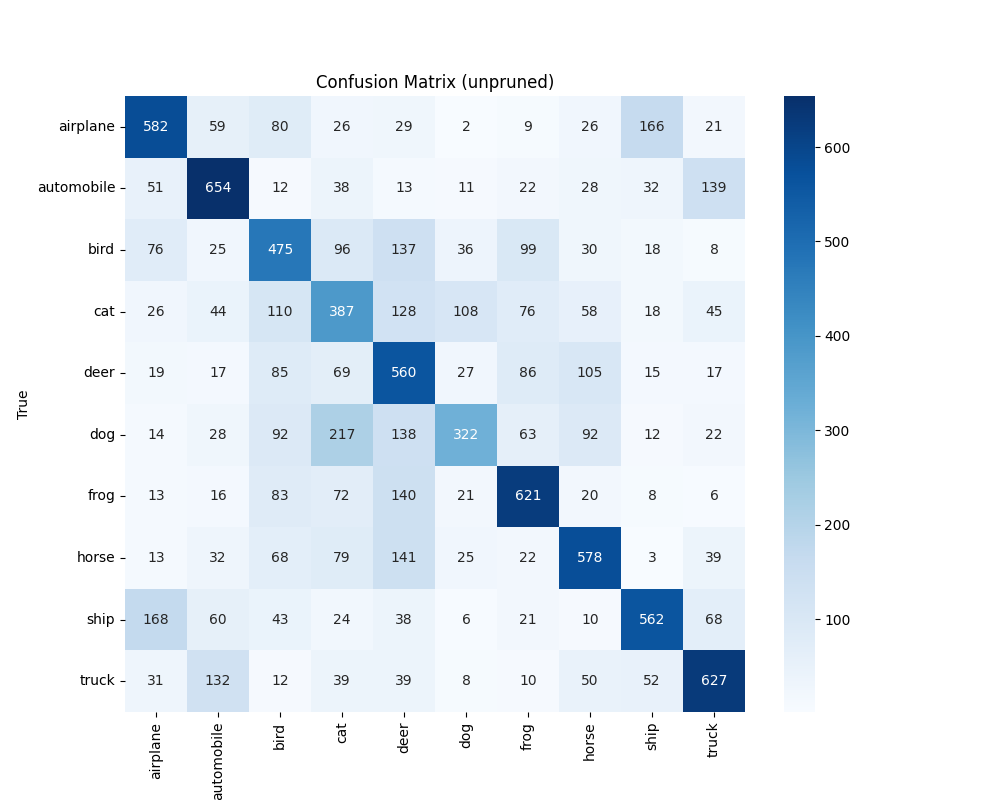 Confusion Matrix (unpruned)
airplane 582 59 80 26 29 2 9 26 166 21
automobile 51 654 12 38 13 11 22 28 32 139
bird 76 25 475 96 137 36 99 30 18 8
cat 26 44 110 387 128 108 76 58 18 45
deer 19 17 85 69 560 27 86 105 15 17
dog 14 28 92 217 138 322 63 92 12 22
frog 13 16 83 72 140 21 621 20 8 6
horse 13 32 68 79 141 25 22 578 3 39
ship 168 60 43 24 38 6 21 10 562 68
truck 31 132 12 39 39 8 10 50 52 627
True
airplane automobile bird cat deer dog frog horse ship truck
600
500
400
300
200
100